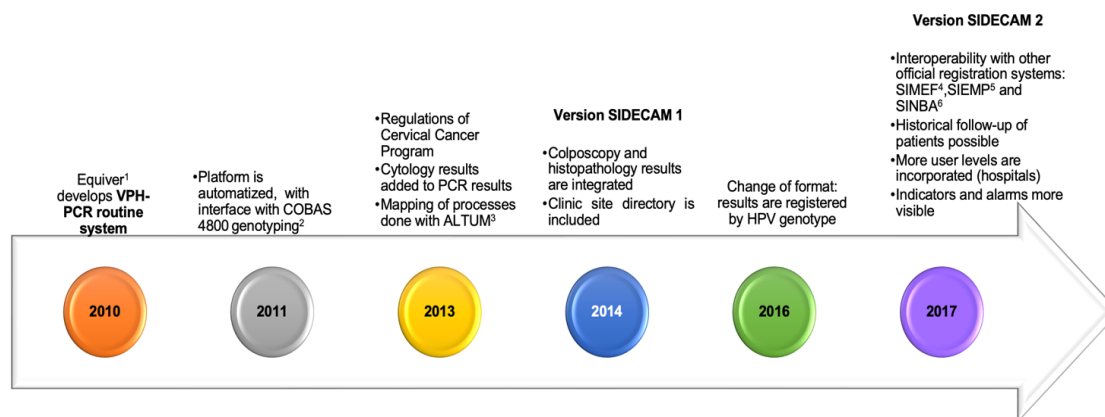 Equiver¹
develops VPH-
PCR routine
system
•Platform is
automatized, with
interface with COBAS
4800 genotyping²
•Regulations of
Cervical Cancer
Program
•Cytology results
added to PCR results
•Mapping of processes
done with ALTUM³
Version SIDECAM 1
•Colposcopy and
histopathology results
are integrated
•Clinic site directory is
included
Change of format:
results are registered
by HPV genotype
Version SIDECAM 2
•Interoperability with other
official registration systems:
SIMEF⁴,SIEMP⁵ and
SINBA⁶
•Historical follow-up of
patients possible
•More user levels are
incorporated (hospitals)
•Indicators and alarms more
visible
2010
2011
2013
2014
2016
2017